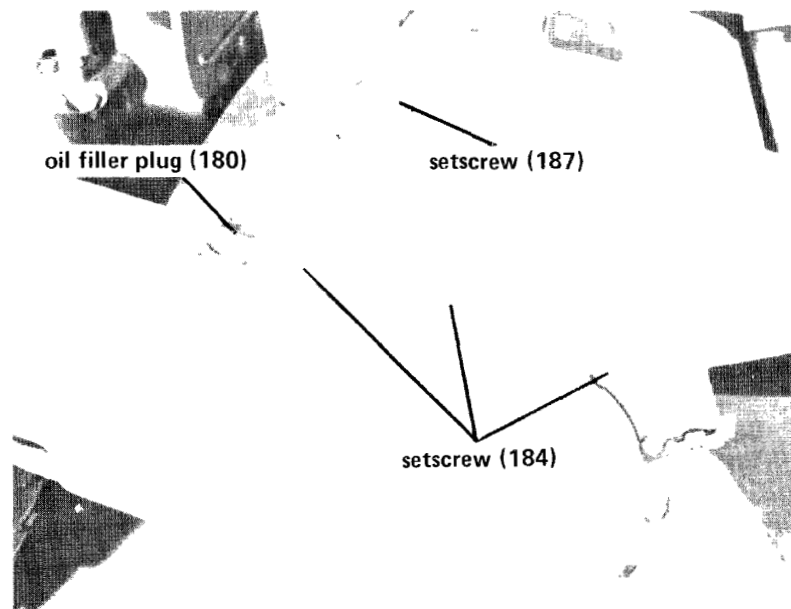 oil filler plug (180)
setscrew (187)
setscrew (184)